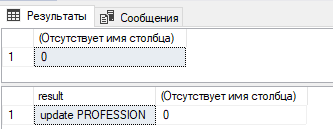 Результаты Сообщения
(Отсутствует имя столбца)
1 0
result (Отсутствует имя столбца)
1 update PROFESSION 0